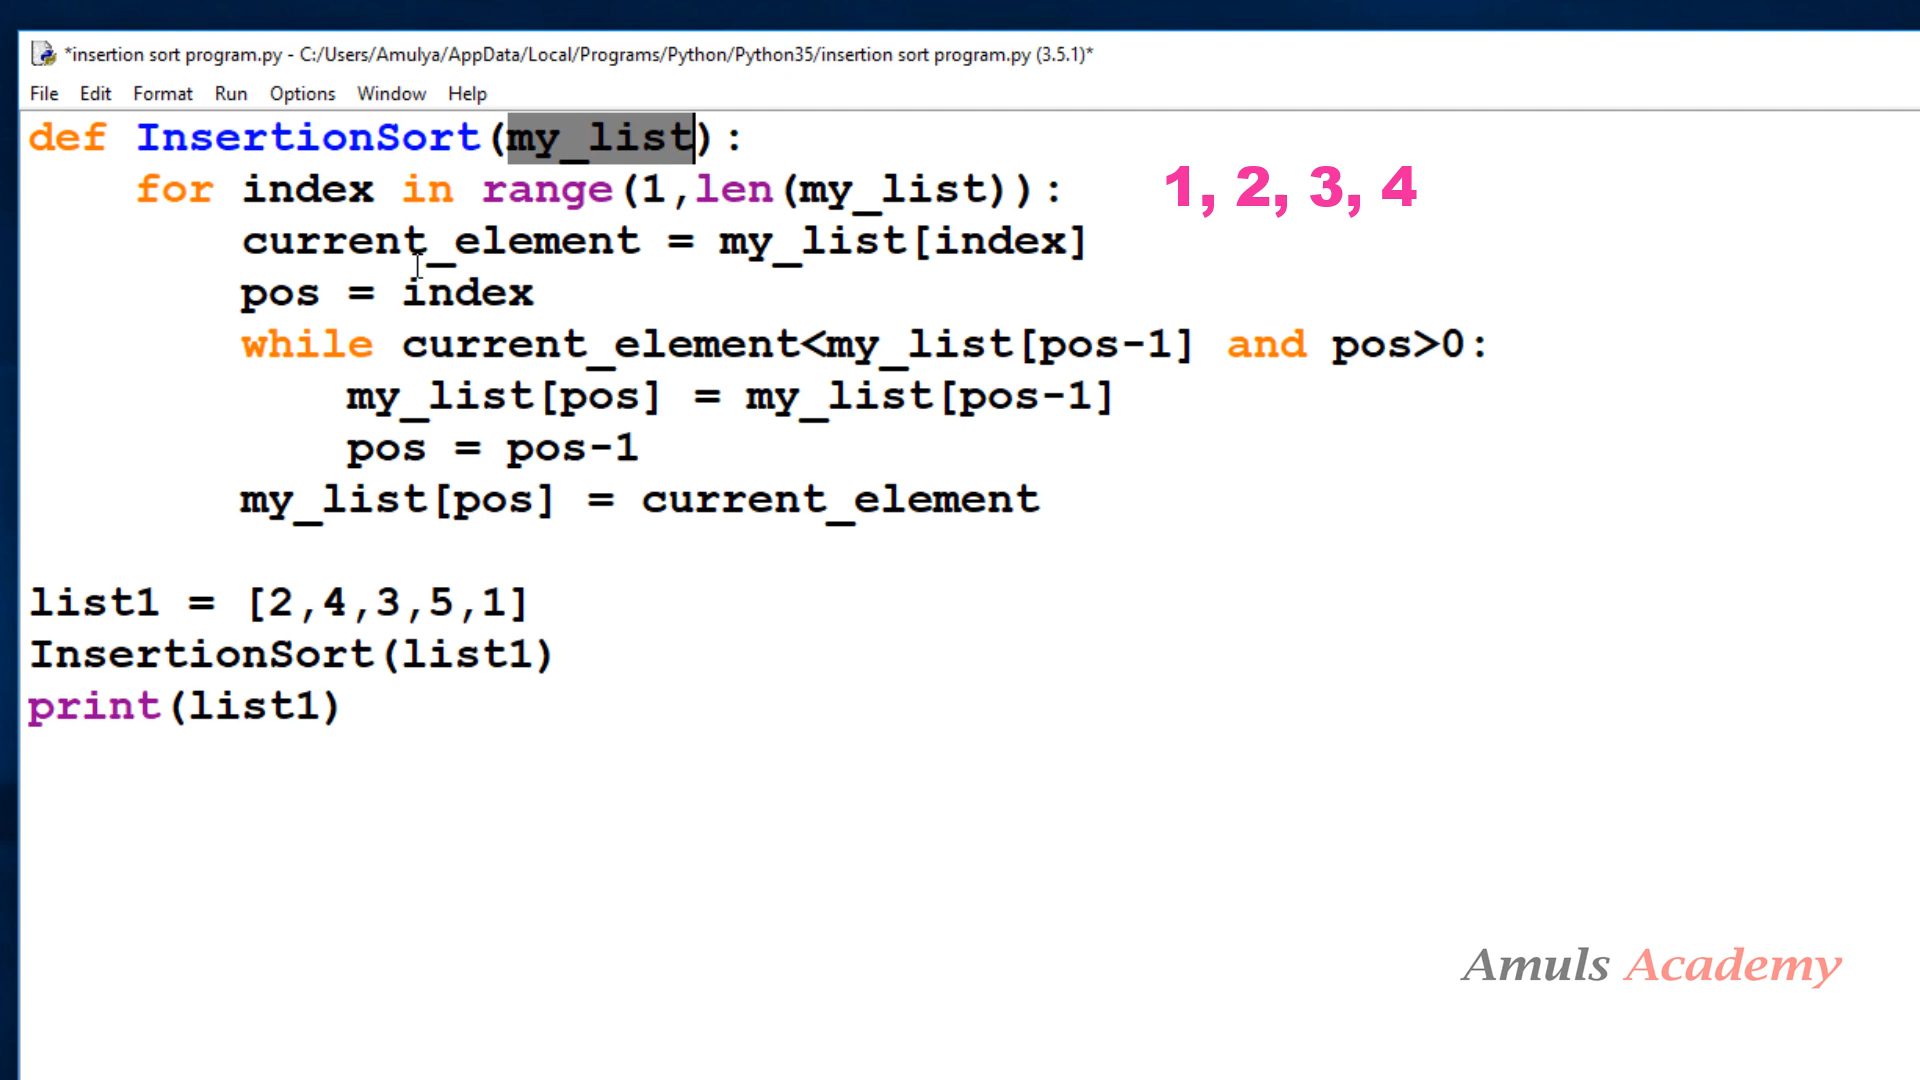 *insertion sort program.py - C:/Users/Amulya/AppData/Local/Programs/Python/Python35/insertion sort program.py (3.5.1)*
File Edit Format Run Options Window Help
def InsertionSort(my_list):
    for index in range(1,len(my_list)): 1, 2, 3, 4
        current_element = my_list[index]
        pos = index
        while current_element<my_list[pos-1] and pos>0:
            my_list[pos] = my_list[pos-1]
            pos = pos-1
        my_list[pos] = current_element
list1 = [2,4,3,5,1]
InsertionSort(list1)
print(list1)
Amuls Academy